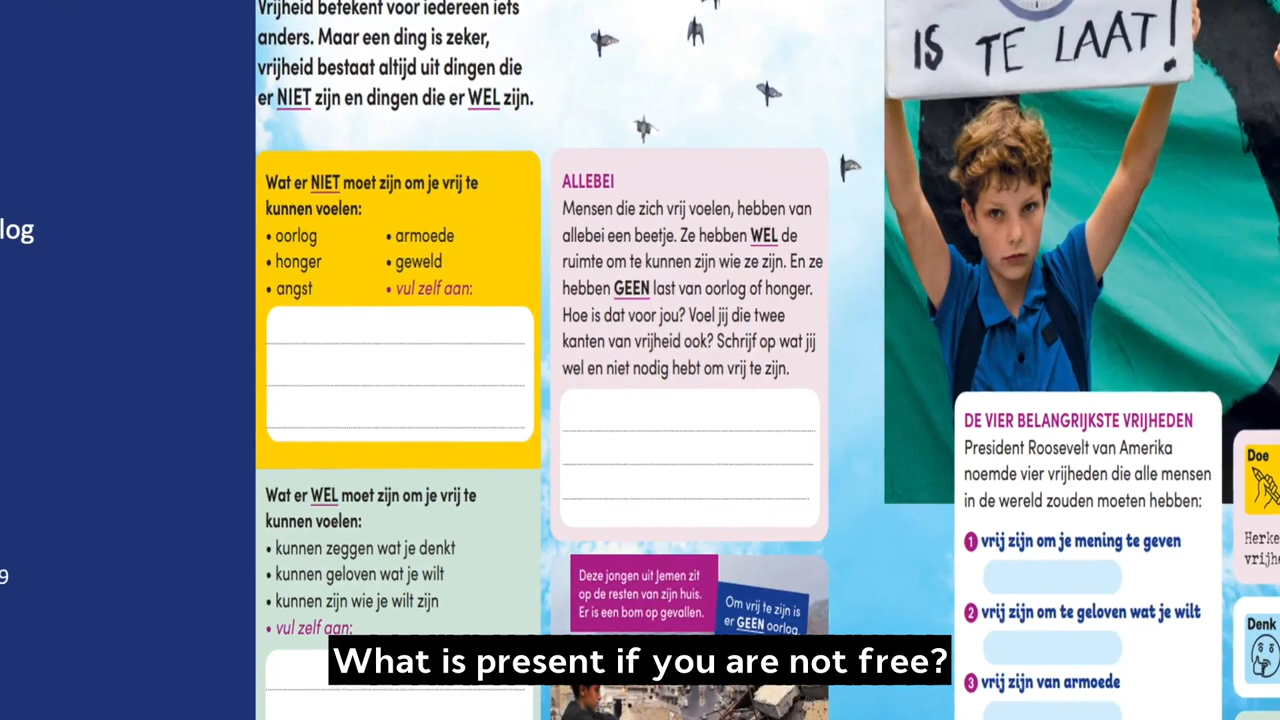 Vrijheid betekent voor iedereen iets
anders. Maar een ding is zeker,
vrijheid bestaat altijd uit dingen die
er NIET zijn en dingen die er WEL zijn.
IS TE LAAT!
log
9
Wat er NIET moet zijn om je vrij te
kunnen voelen:
• oorlog
• honger
• angst
• armoede
• geweld
• vul zelf aan:
Wat er WEL moet zijn om je vrij te
kunnen voelen:
• kunnen zeggen wat je denkt
• kunnen geloven wat je wilt
• kunnen zijn wie je wilt zijn
• vul zelf aan:
ALLEBEI
Mensen die zich vrij voelen, hebben van
allebei een beetje. Ze hebben WEL de
ruimte om te kunnen zijn wie ze zijn. En ze
hebben GEEN last van oorlog of honger.
Hoe is dat voor jou? Voel jij die twee
kanten van vrijheid ook? Schrijf op wat jij
wel en niet nodig hebt om vrij te zijn.
Deze jongen uit Jemen zit
op de resten van zijn huis.
Er is een bom op gevallen.
Om vrij te zijn is
er GEEN oorlog.
DE VIER BELANGRIJKSTE VRIJHEDEN
President Roosevelt van Amerika
noemde vier vrijheden die alle mensen
in de wereld zouden moeten hebben:
1 vrij zijn om je mening te geven
2 vrij zijn om te geloven wat je wilt
3 vrij zijn van armoede
Doe
Herke
vrijhe
Denk
What is present if you are not free?